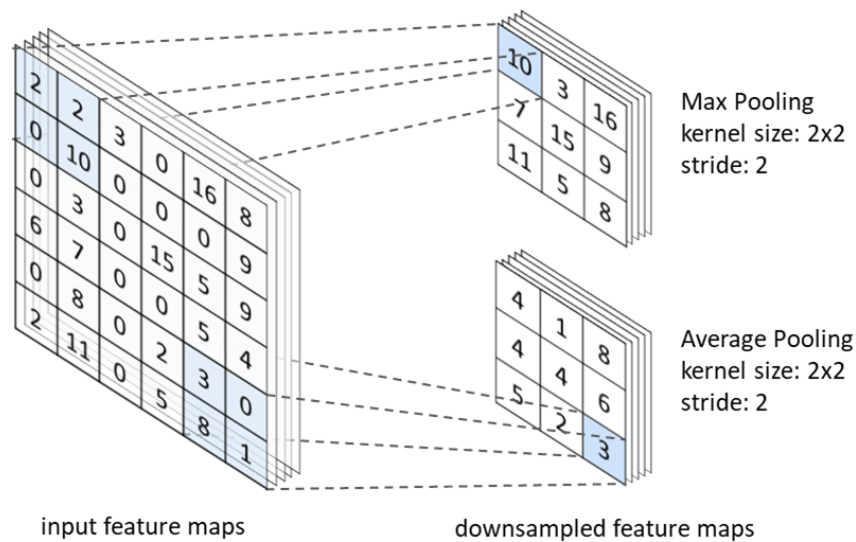 2 2 3 0 16 8
0 10 0 0 0 9
0 3 0 15 5 9
6 7 0 0 5 4
0 8 0 2 3 0
2 11 0 5 8 1
input feature maps
10 3 16
7 15 9
11 5 8
Max Pooling
kernel size: 2x2
stride: 2
4 1 8
4 4 6
5 2 3
Average Pooling
kernel size: 2x2
stride: 2
downsampled feature maps